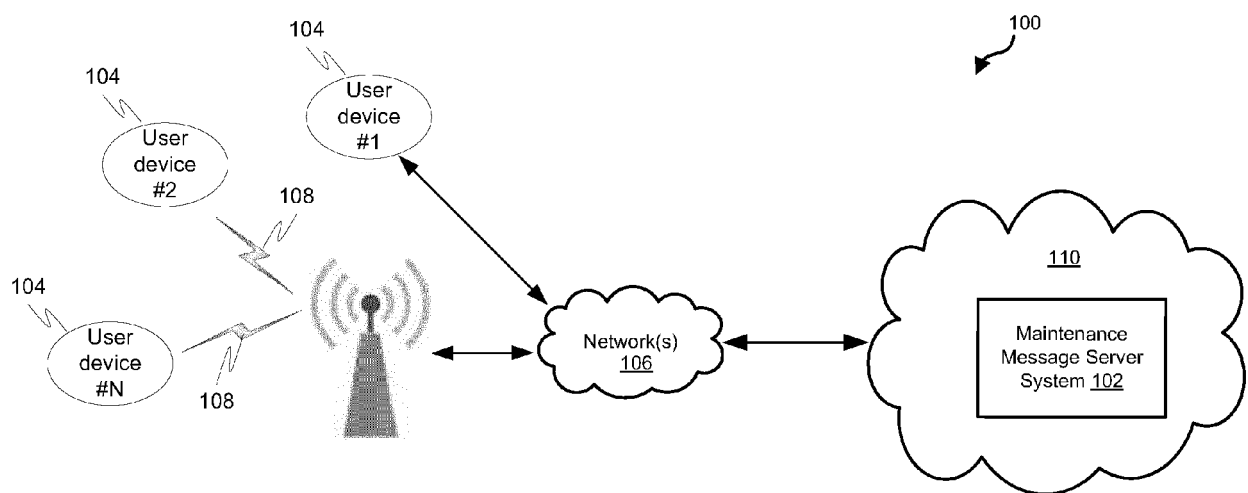 100
104
User
device
#1
104
User
device
#2
108
104
User
device
#N
108
Network(s)
106
110
Maintenance
Message Server
System 102